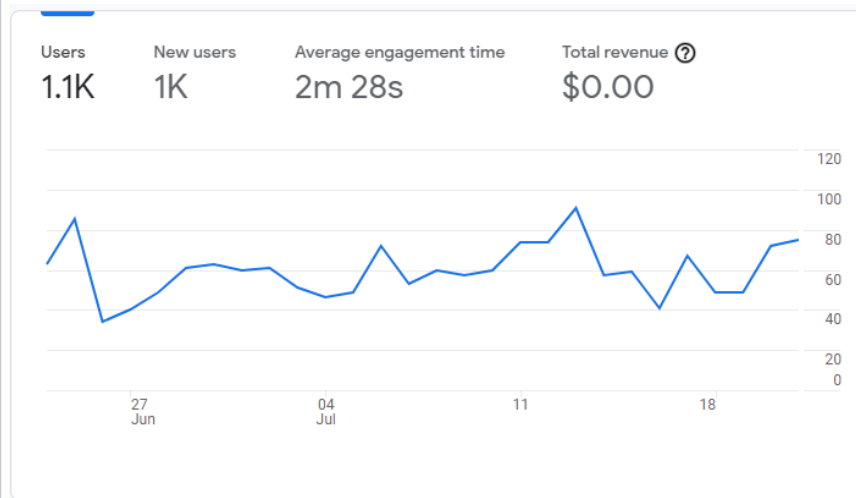 Users New users Average engagement time Total revenue ?
1.1K 1K 2m 28s $0.00
120
100
80
60
40
20
0
27 04 11 18
Jun Jul